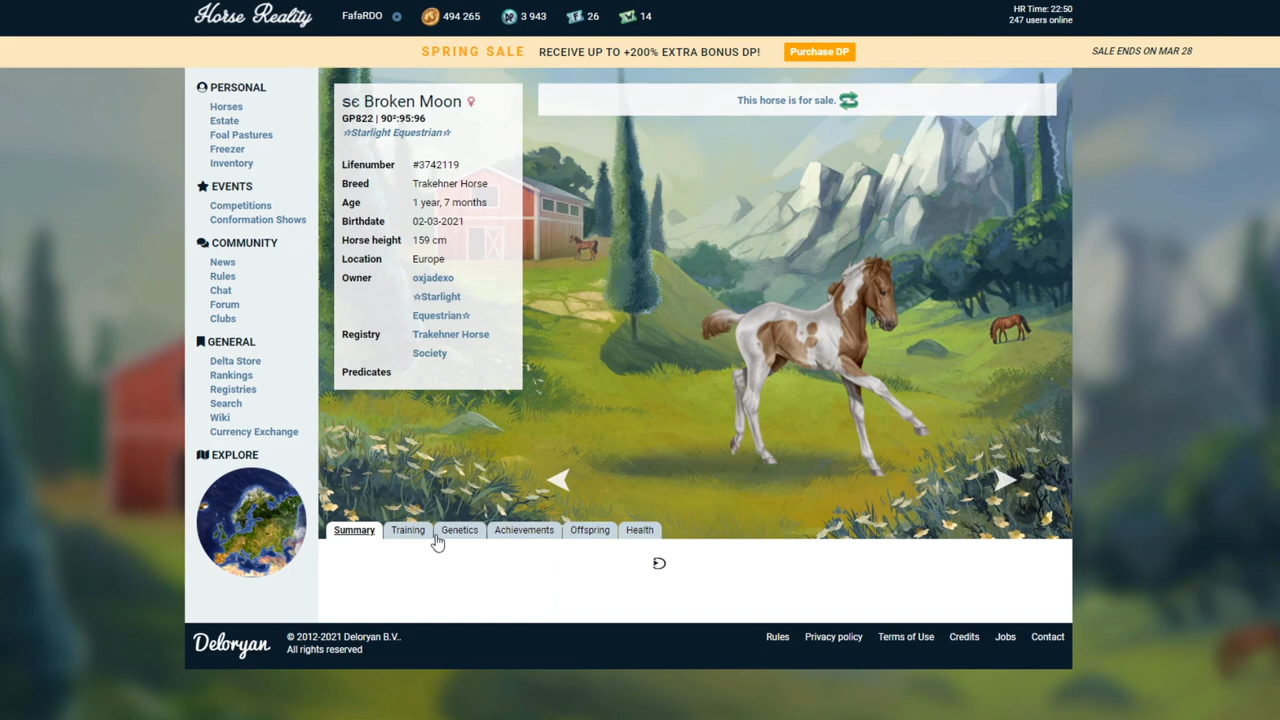 Horse Reality
FafaRDO
494 265
3 943
26
14
HR Time: 22:50
247 users online
SPRING SALE RECEIVE UP TO +200% EXTRA BONUS DP! Purchase DP
SALE ENDS ON MAR 28
PERSONAL
Horses
Estate
Foal Pastures
Freezer
Inventory
EVENTS
Competitions
Conformation Shows
COMMUNITY
News
Rules
Chat
Forum
Clubs
GENERAL
Delta Store
Rankings
Registries
Search
Wiki
Currency Exchange
EXPLORE
sє Broken Moon
GP822 | 90²:95:96
☆Starlight Equestrian☆
Lifenumber #3742119
Breed Trakehner Horse
Age 1 year, 7 months
Birthdate 02-03-2021
Horse height 159 cm
Location Europe
Owner oxjadexo
☆Starlight
Equestrian☆
Registry Trakehner Horse
Society
Predicates
This horse is for sale.
Summary Training Genetics Achievements Offspring Health
Deloryan
© 2012-2021 Deloryan B.V..
All rights reserved
Rules Privacy policy Terms of Use Credits Jobs Contact